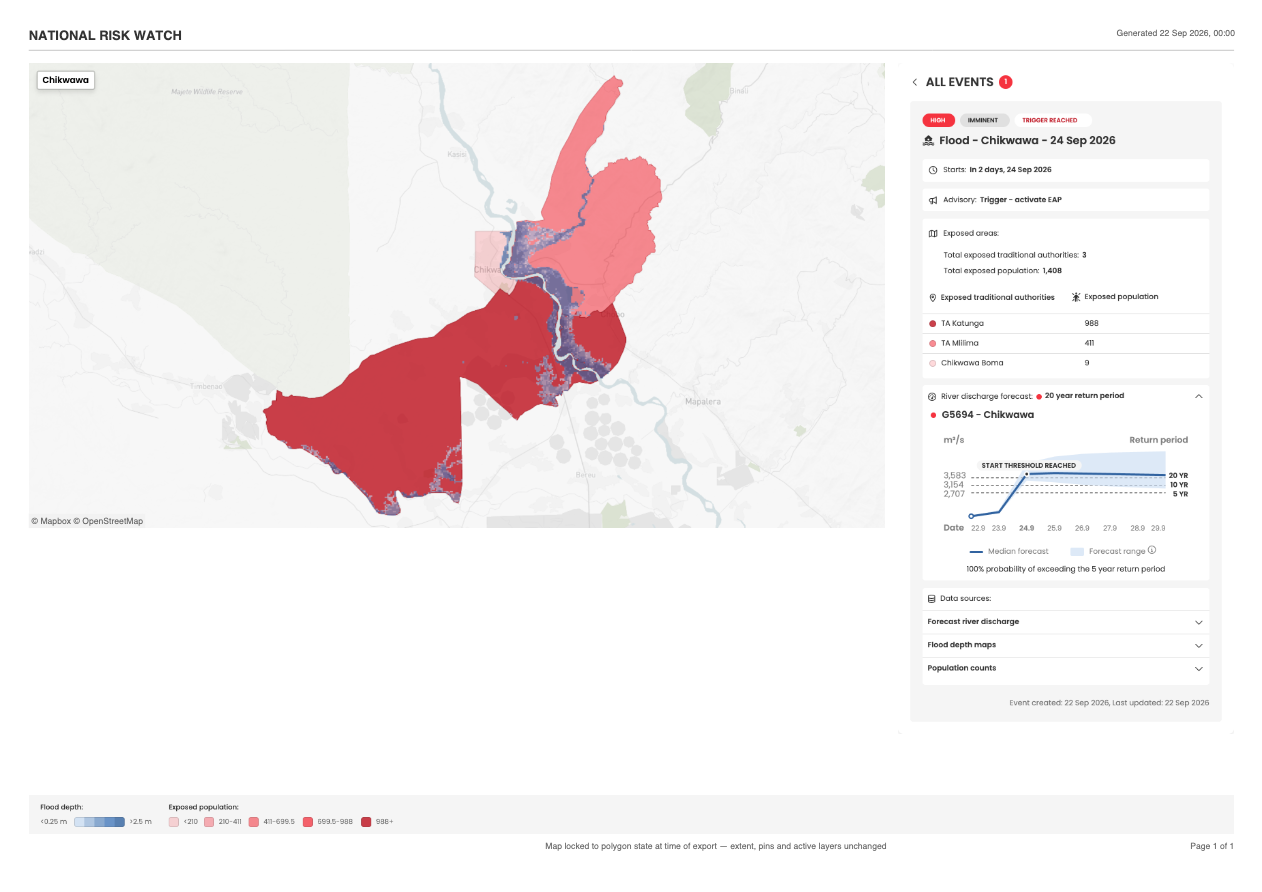 NATIONAL RISK WATCH
Generated 22 Sep 2026, 00:00
Chikwawa
Majete Wildlife Reserve
Kappi
Chikwa
Mapalera
© Mapbox © OpenStreetMap
ALL EVENTS 1
HIGH IMMINENT TRIGGER REACHED
Flood - Chikwawa - 24 Sep 2026
Starts: In 2 days, 24 Sep 2026
Advisory: Trigger - activate EAP
Exposed areas:
Total exposed traditional authorities: 3
Total exposed population: 1,408
Exposed traditional authorities Exposed population
TA Katunga 988
TA Mlilima 411
Chikwawa Boma 9
River discharge forecast: 20 year return period
G5694 - Chikwawa
m³/s Return period
START THRESHOLD REACHED
3,583 20 YR
3,154 10 YR
2,707 5 YR
Date 22.9 23.9 24.9 25.9 26.9 27.9 28.9 29.9
Median forecast Forecast range
100% probability of exceeding the 5 year return period
Data sources:
Forecast river discharge
Flood depth maps
Population counts
Event created: 22 Sep 2026, Last updated: 22 Sep 2026
Flood depth: Exposed population:
<0.25 m >2.5 m <210 210-411 411-699.5 699.5-988 988+
Map locked to polygon state at time of export — extent, pins and active layers unchanged
Page 1 of 1